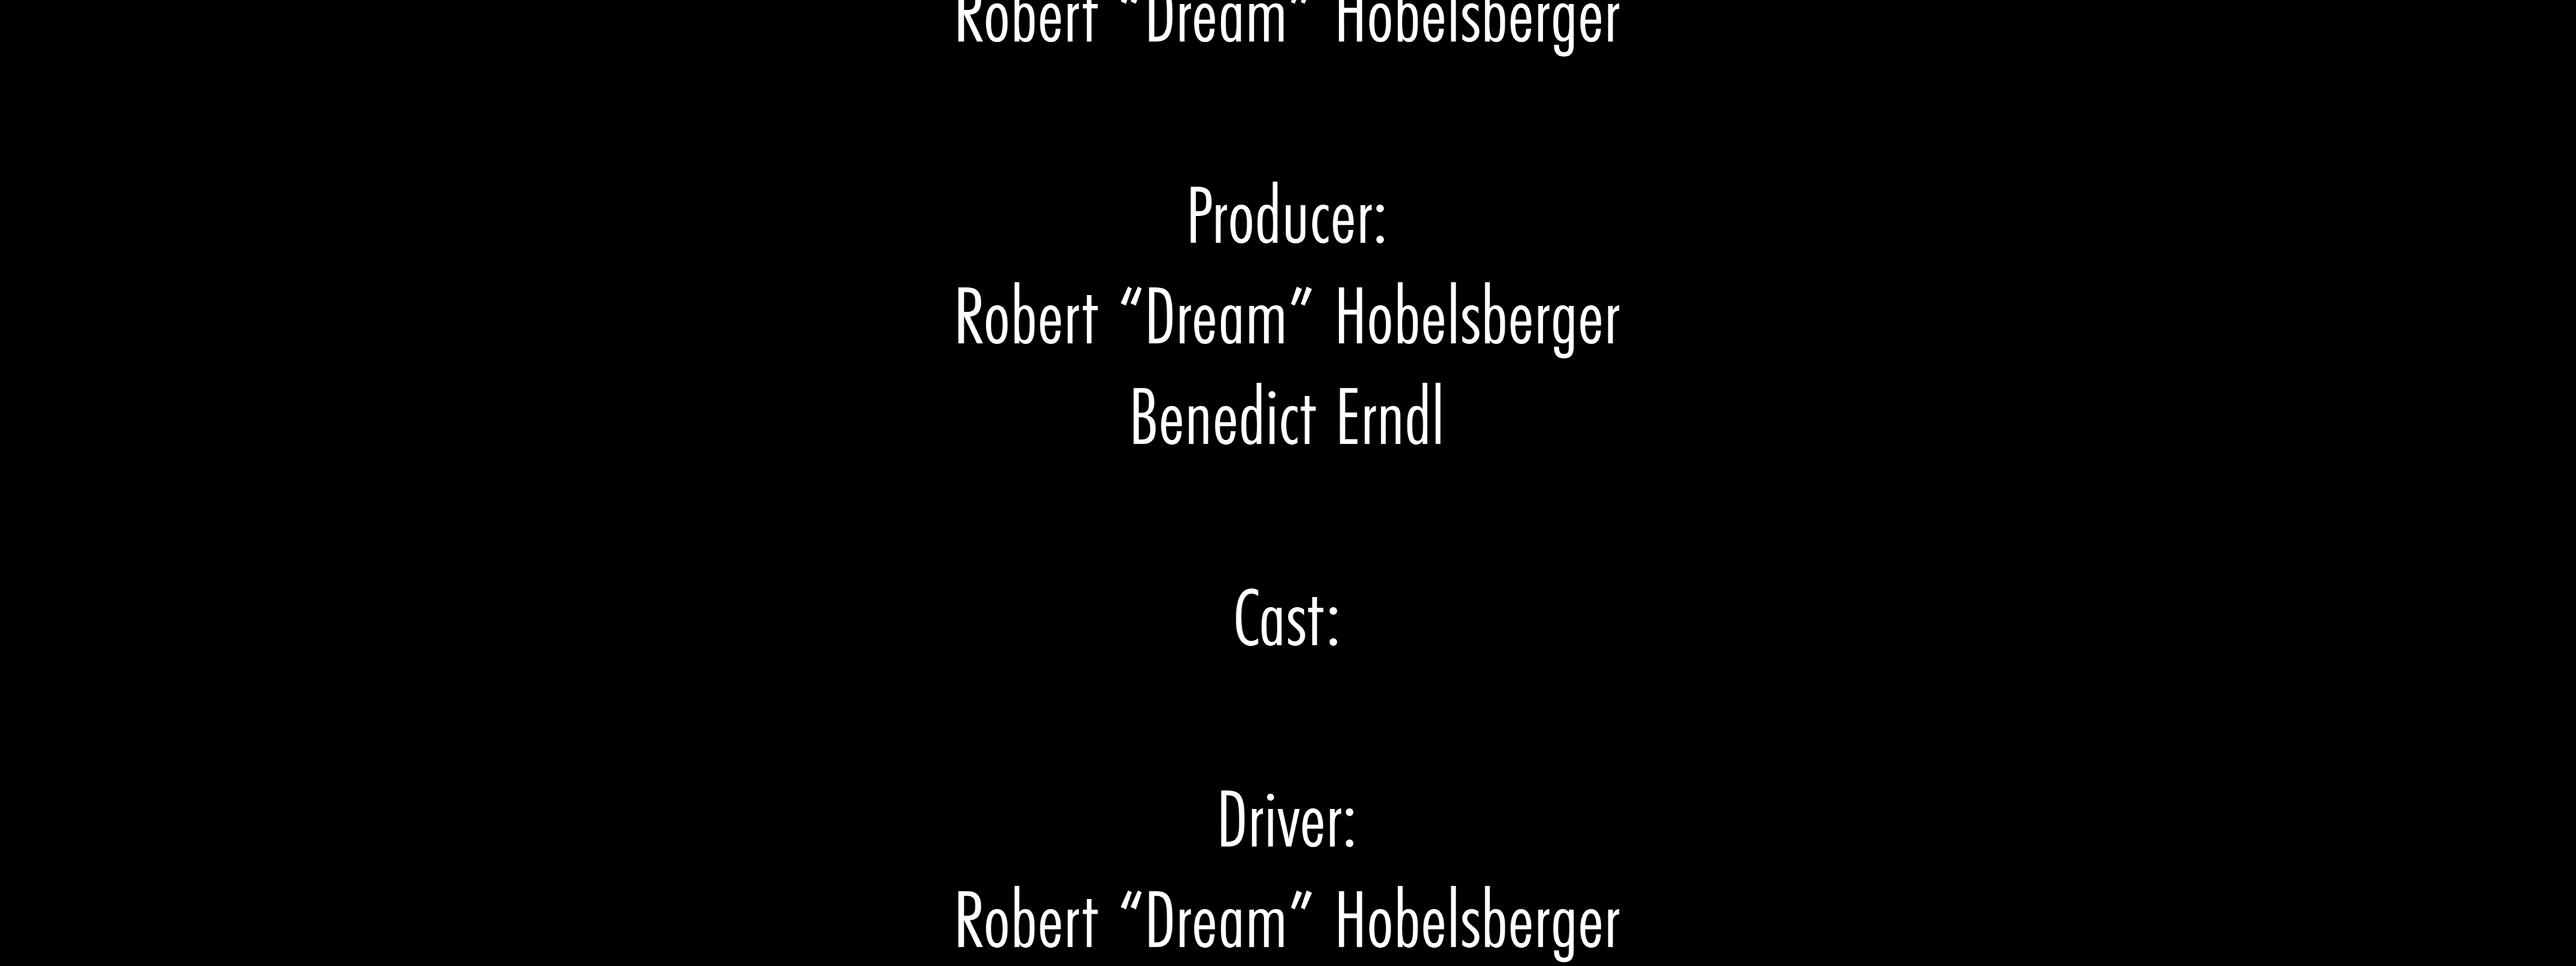 Robert “Dream” Hobelsberger
Producer:
Robert “Dream” Hobelsberger
Benedict Erndl
Cast:
Driver:
Robert “Dream” Hobelsberger